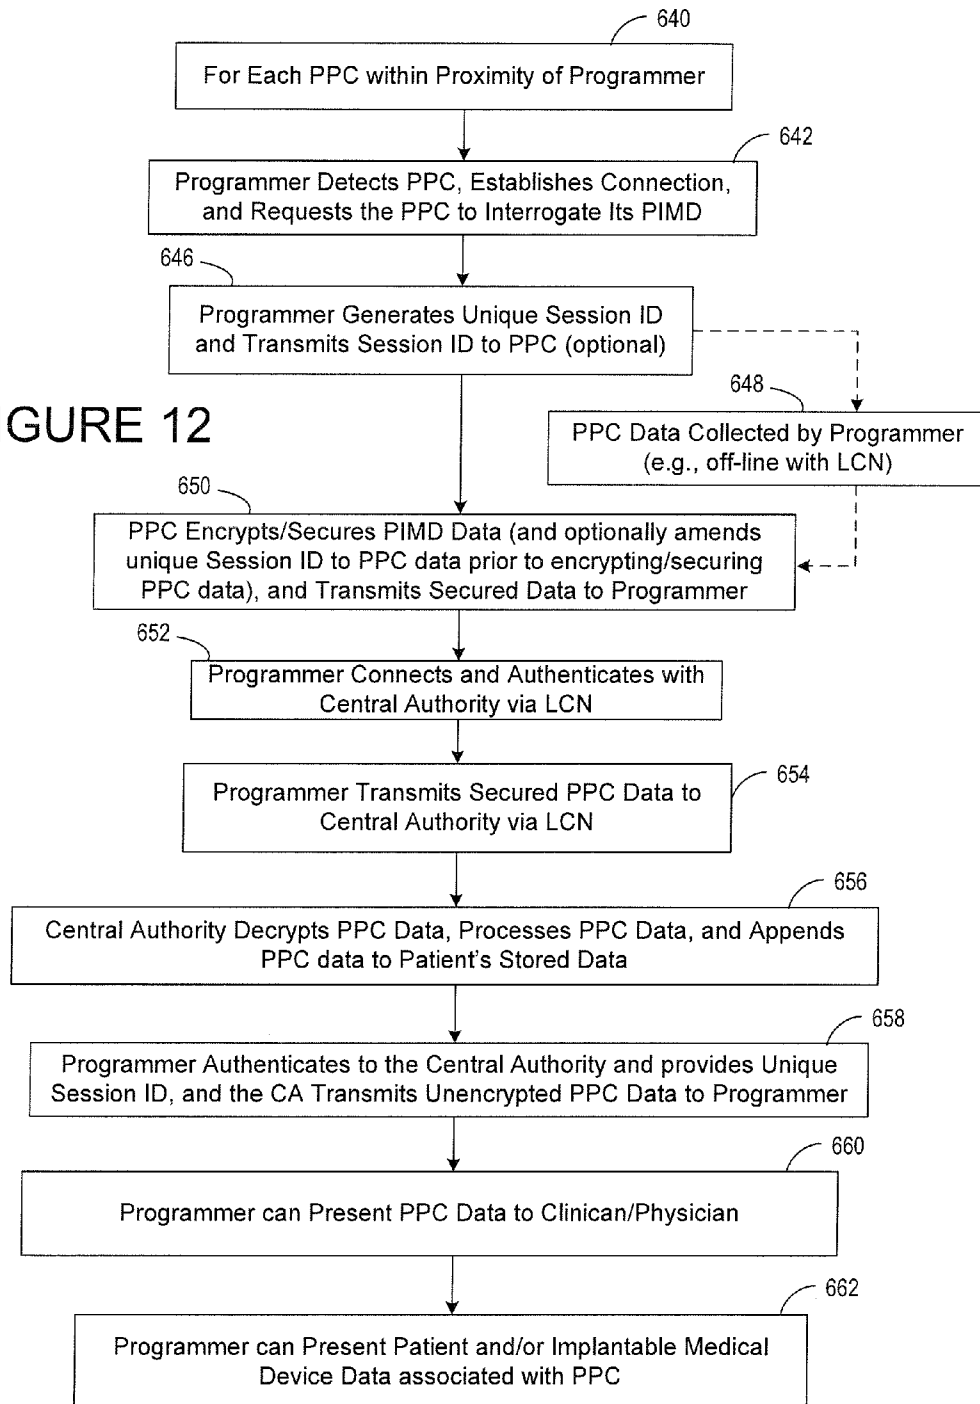 640
For Each PPC within Proximity of Programmer
642
Programmer Detects PPC, Establishes Connection,
and Requests the PPC to Interrogate Its PIMD
646
Programmer Generates Unique Session ID
and Transmits Session ID to PPC (optional)
GURE 12
648
PPC Data Collected by Programmer
(e.g., off-line with LCN)
650
PPC Encrypts/Secures PIMD Data (and optionally amends
unique Session ID to PPC data prior to encrypting/securing
PPC data), and Transmits Secured Data to Programmer
652
Programmer Connects and Authenticates with
Central Authority via LCN
654
Programmer Transmits Secured PPC Data to
Central Authority via LCN
656
Central Authority Decrypts PPC Data, Processes PPC Data, and Appends
PPC data to Patient's Stored Data
658
Programmer Authenticates to the Central Authority and provides Unique
Session ID, and the CA Transmits Unencrypted PPC Data to Programmer
660
Programmer can Present PPC Data to Clinican/Physician
662
Programmer can Present Patient and/or Implantable Medical
Device Data associated with PPC